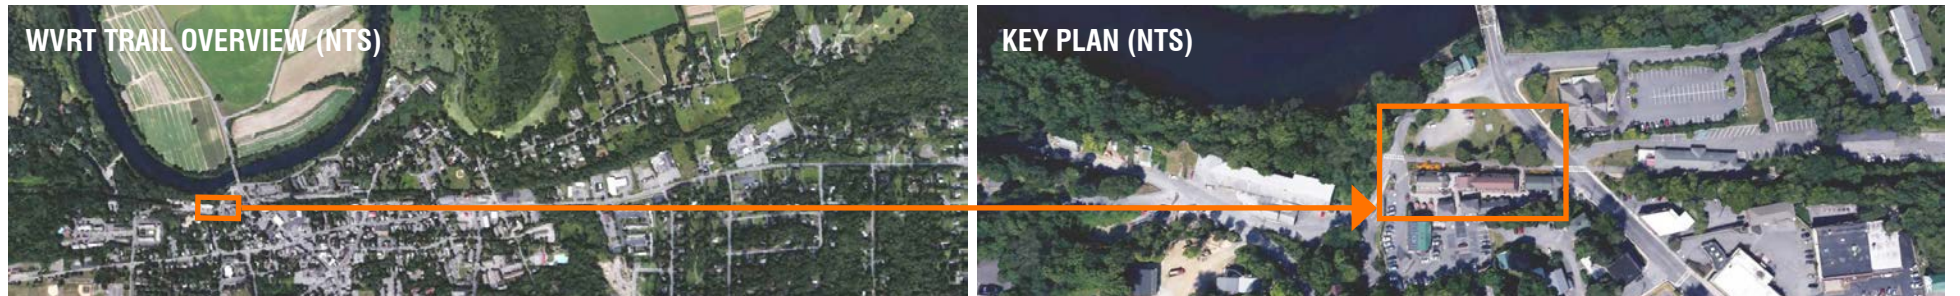 WVRT TRAIL OVERVIEW (NTS)
KEY PLAN (NTS)